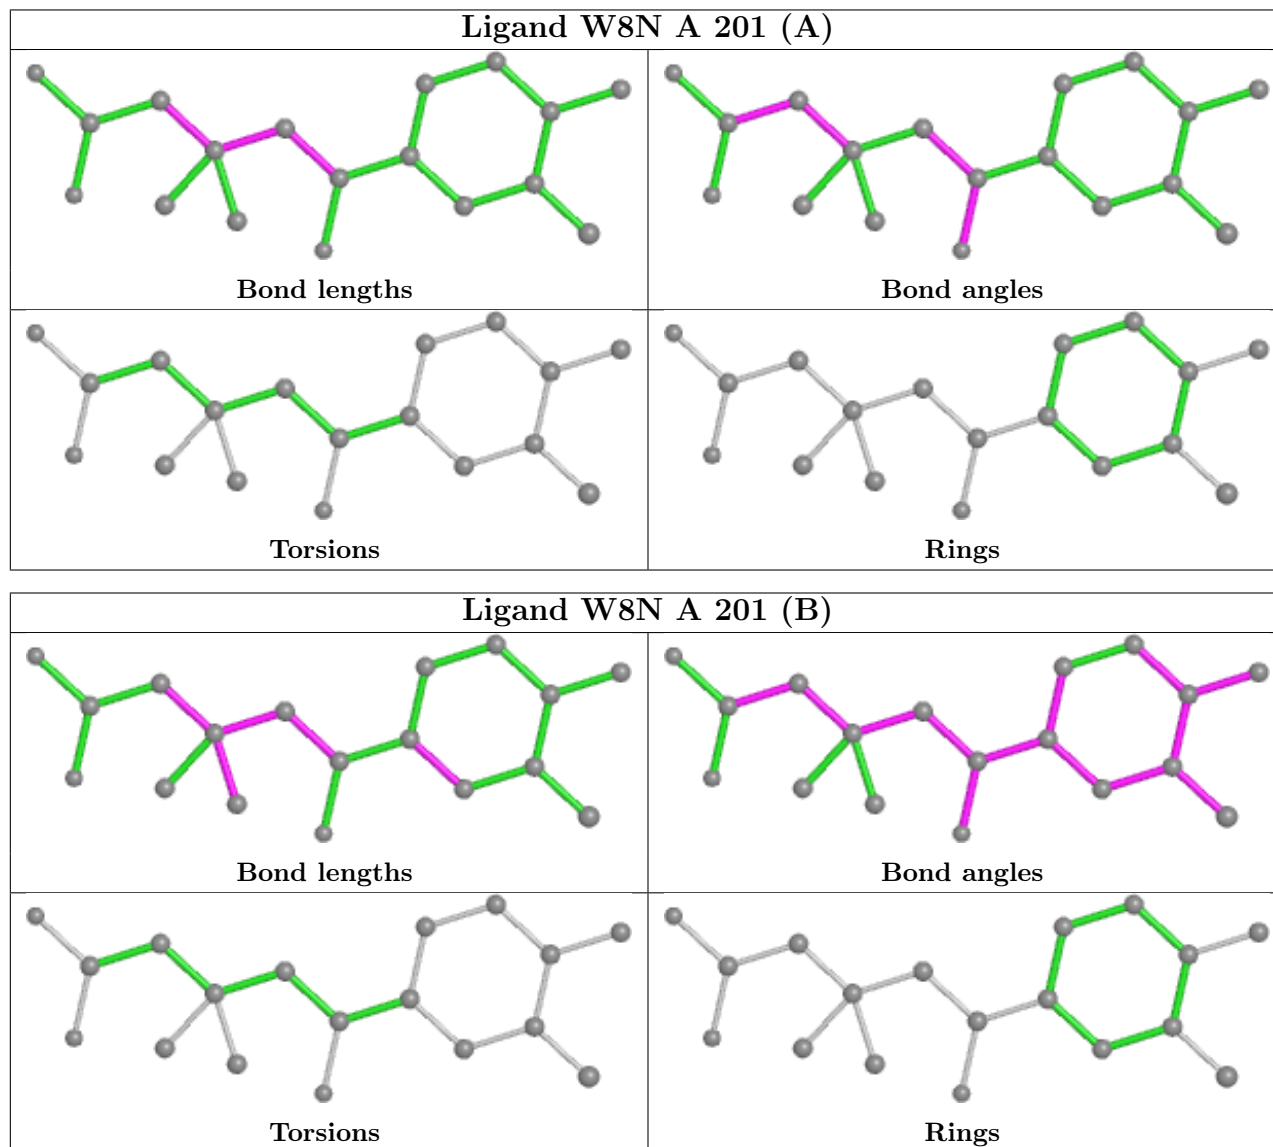 Ligand W8N A 201 (A)
Bond lengths
Bond angles
Torsions
Rings
Ligand W8N A 201 (B)
Bond lengths
Bond angles
Torsions
Rings